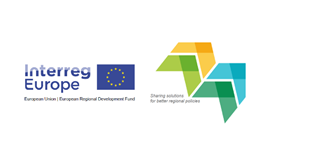 Interreg
Europe
European Union | European Regional Development Fund
Sharing solutions
for better regional policies